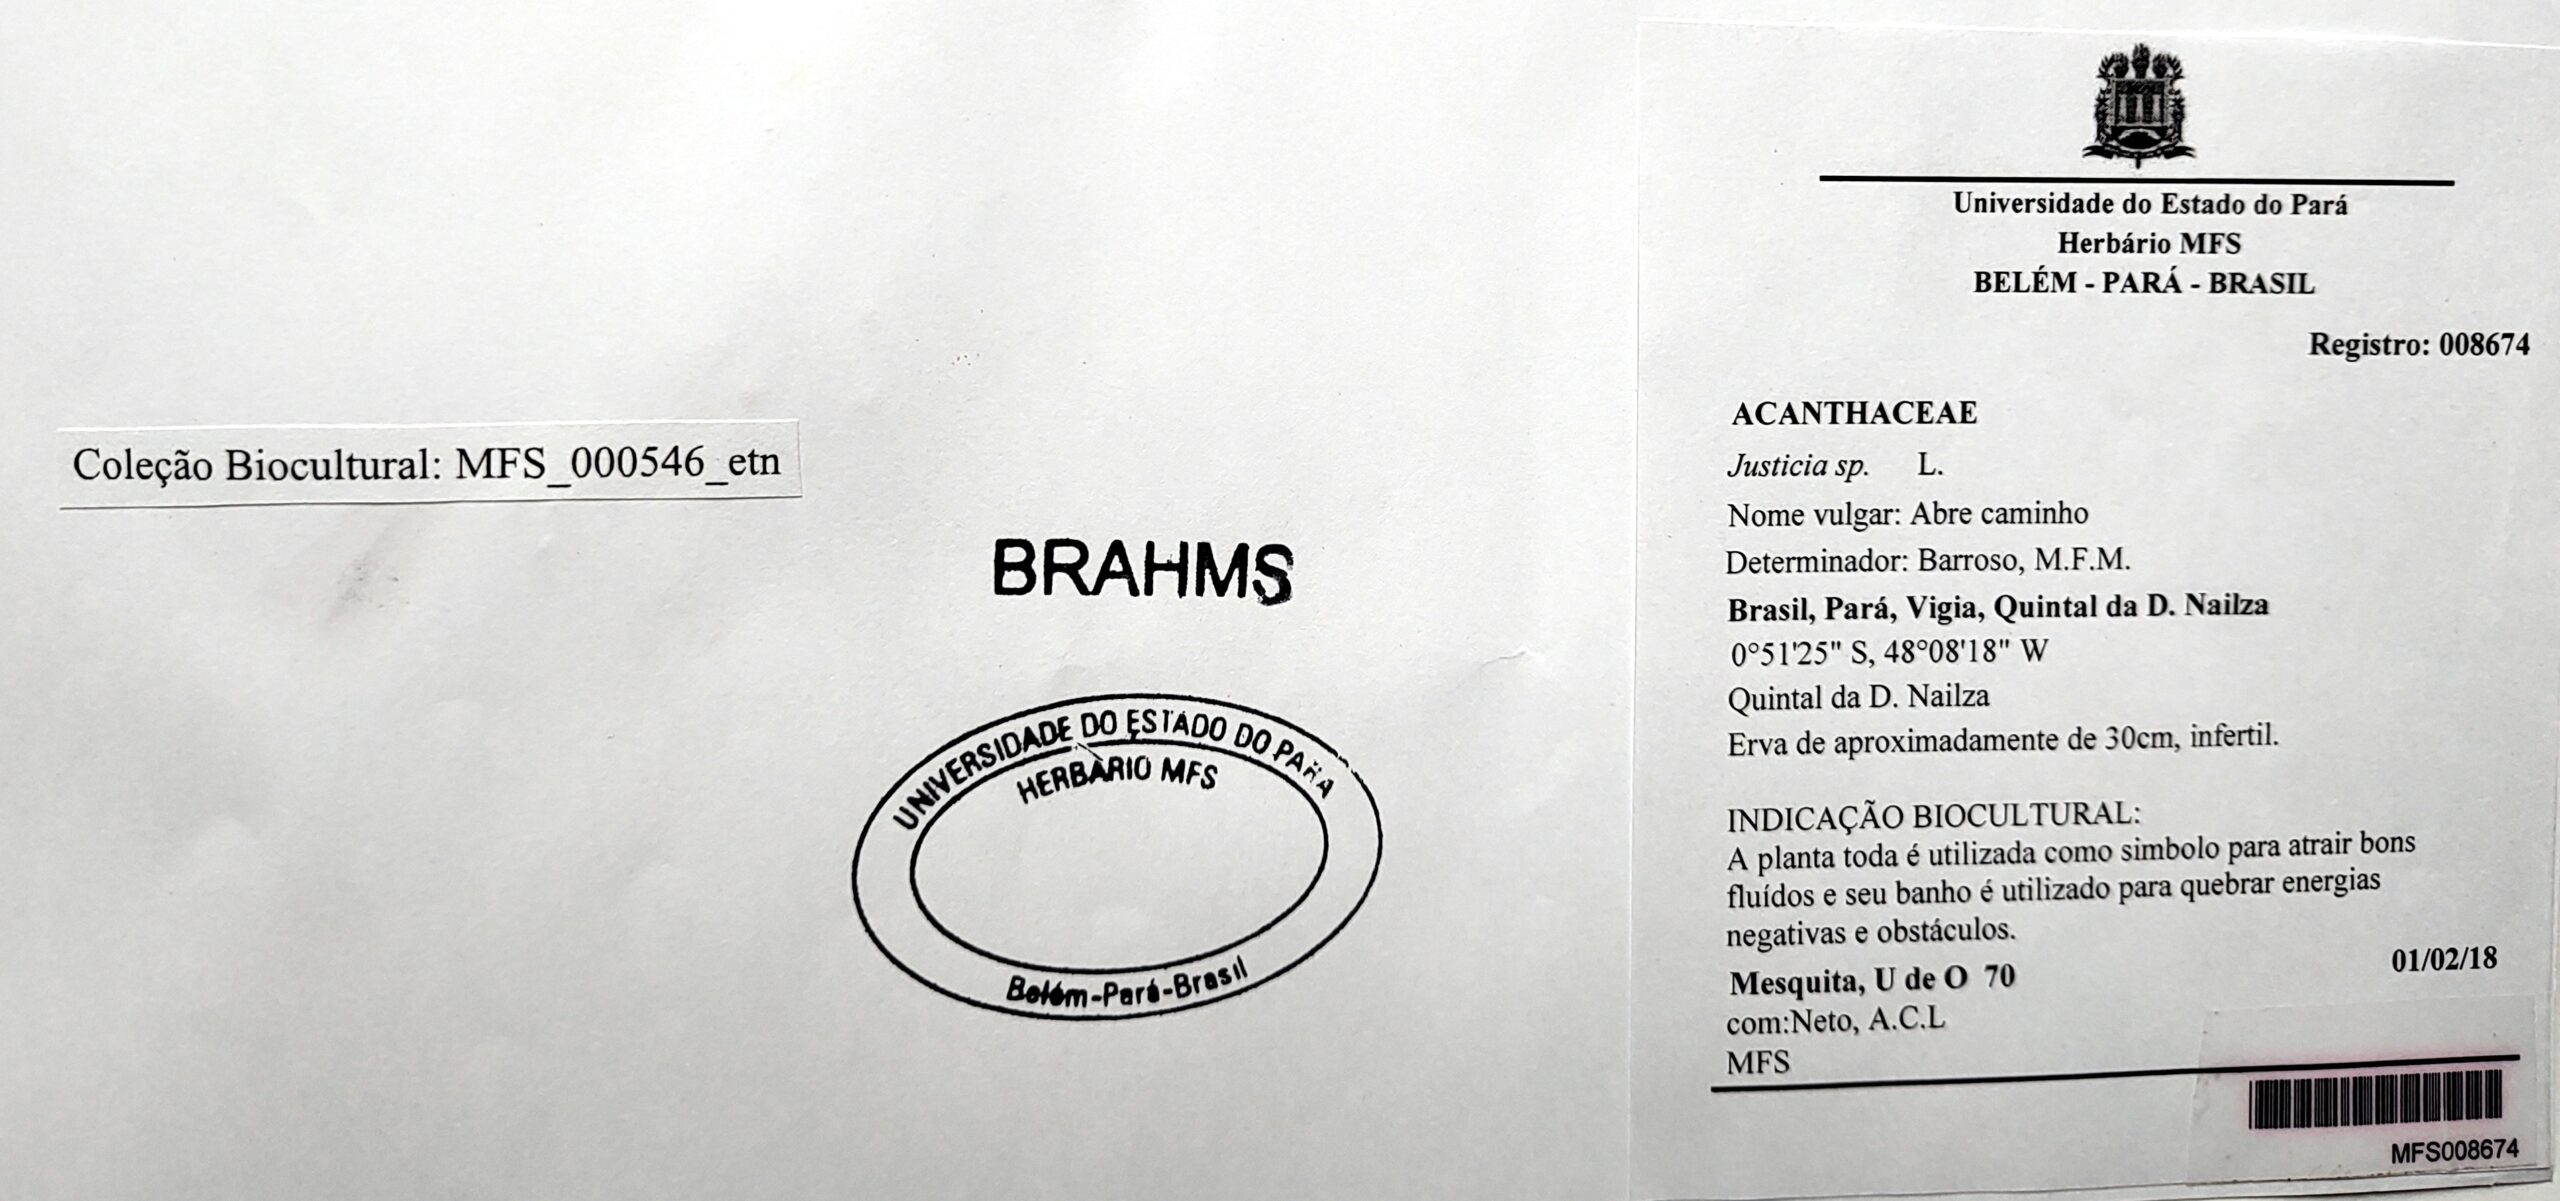 Coleção Biocultural: MFS_000546_etn
BRAHMS
UNIVERSIDADE DO ESTADO DO PARÁ
HERBÁRIO MFS
Belém-Pará-Brasil
Universidade do Estado do Pará
Herbário MFS
BELÉM - PARÁ - BRASIL
Registro: 008674
ACANTHACEAE
Justicia sp. L.
Nome vulgar: Abre caminho
Determinador: Barroso, M.F.M.
Brasil, Pará, Vigia, Quintal da D. Nailza
0°51'25" S, 48°08'18" W
Quintal da D. Nailza
Erva de aproximadamente de 30cm, infertil.
INDICAÇÃO BIOCULTURAL:
A planta toda é utilizada como simbolo para atrair bons
fluídos e seu banho é utilizado para quebrar energias
negativas e obstáculos.
01/02/18
Mesquita, U de O 70
com:Neto, A.C.L
MFS
MFS008674